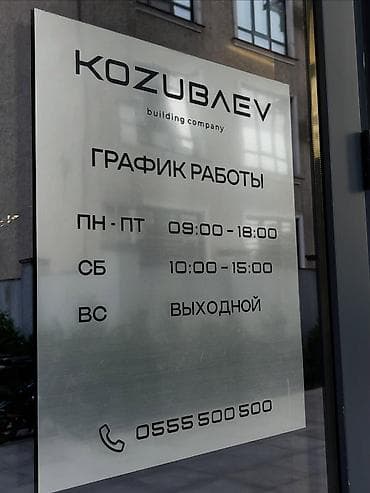 KOZUBAEV
building company
ГРАФИК РАБОТЫ
ПН - ПТ 09:00 - 18:00
СБ 10:00 - 15:00
ВС ВЫХОДНОЙ
0555 500 500